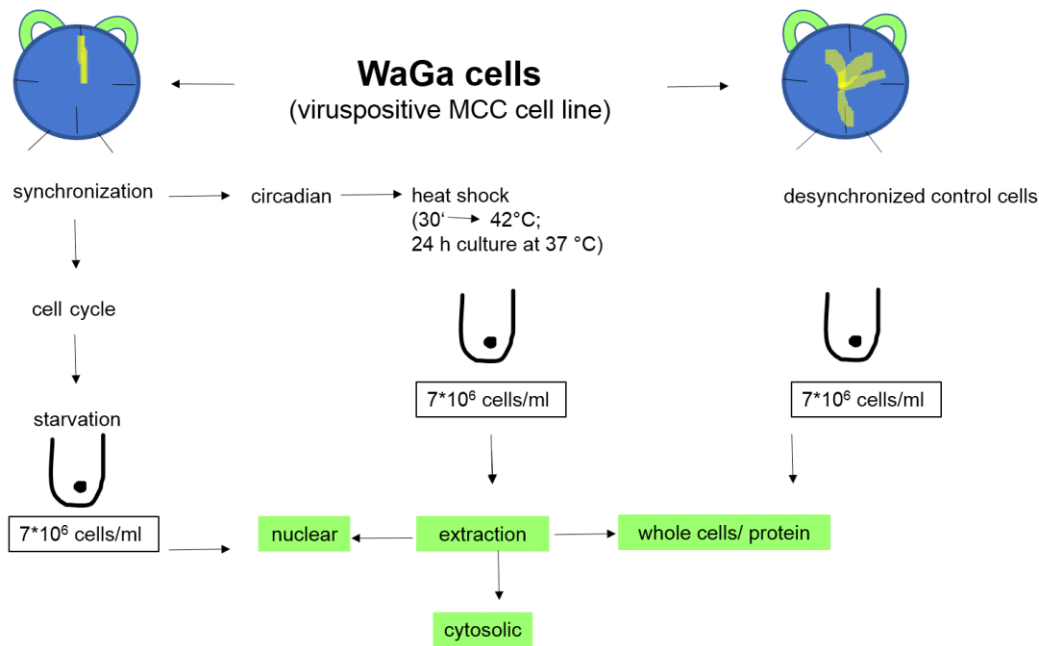 WaGa cells
(viruspositive MCC cell line)
synchronization
circadian
heat shock
(30‘ → 42°C;
24 h culture at 37 °C)
desynchronized control cells
cell cycle
starvation
7*10⁶ cells/ml
7*10⁶ cells/ml
7*10⁶ cells/ml
nuclear
extraction
whole cells/ protein
cytosolic